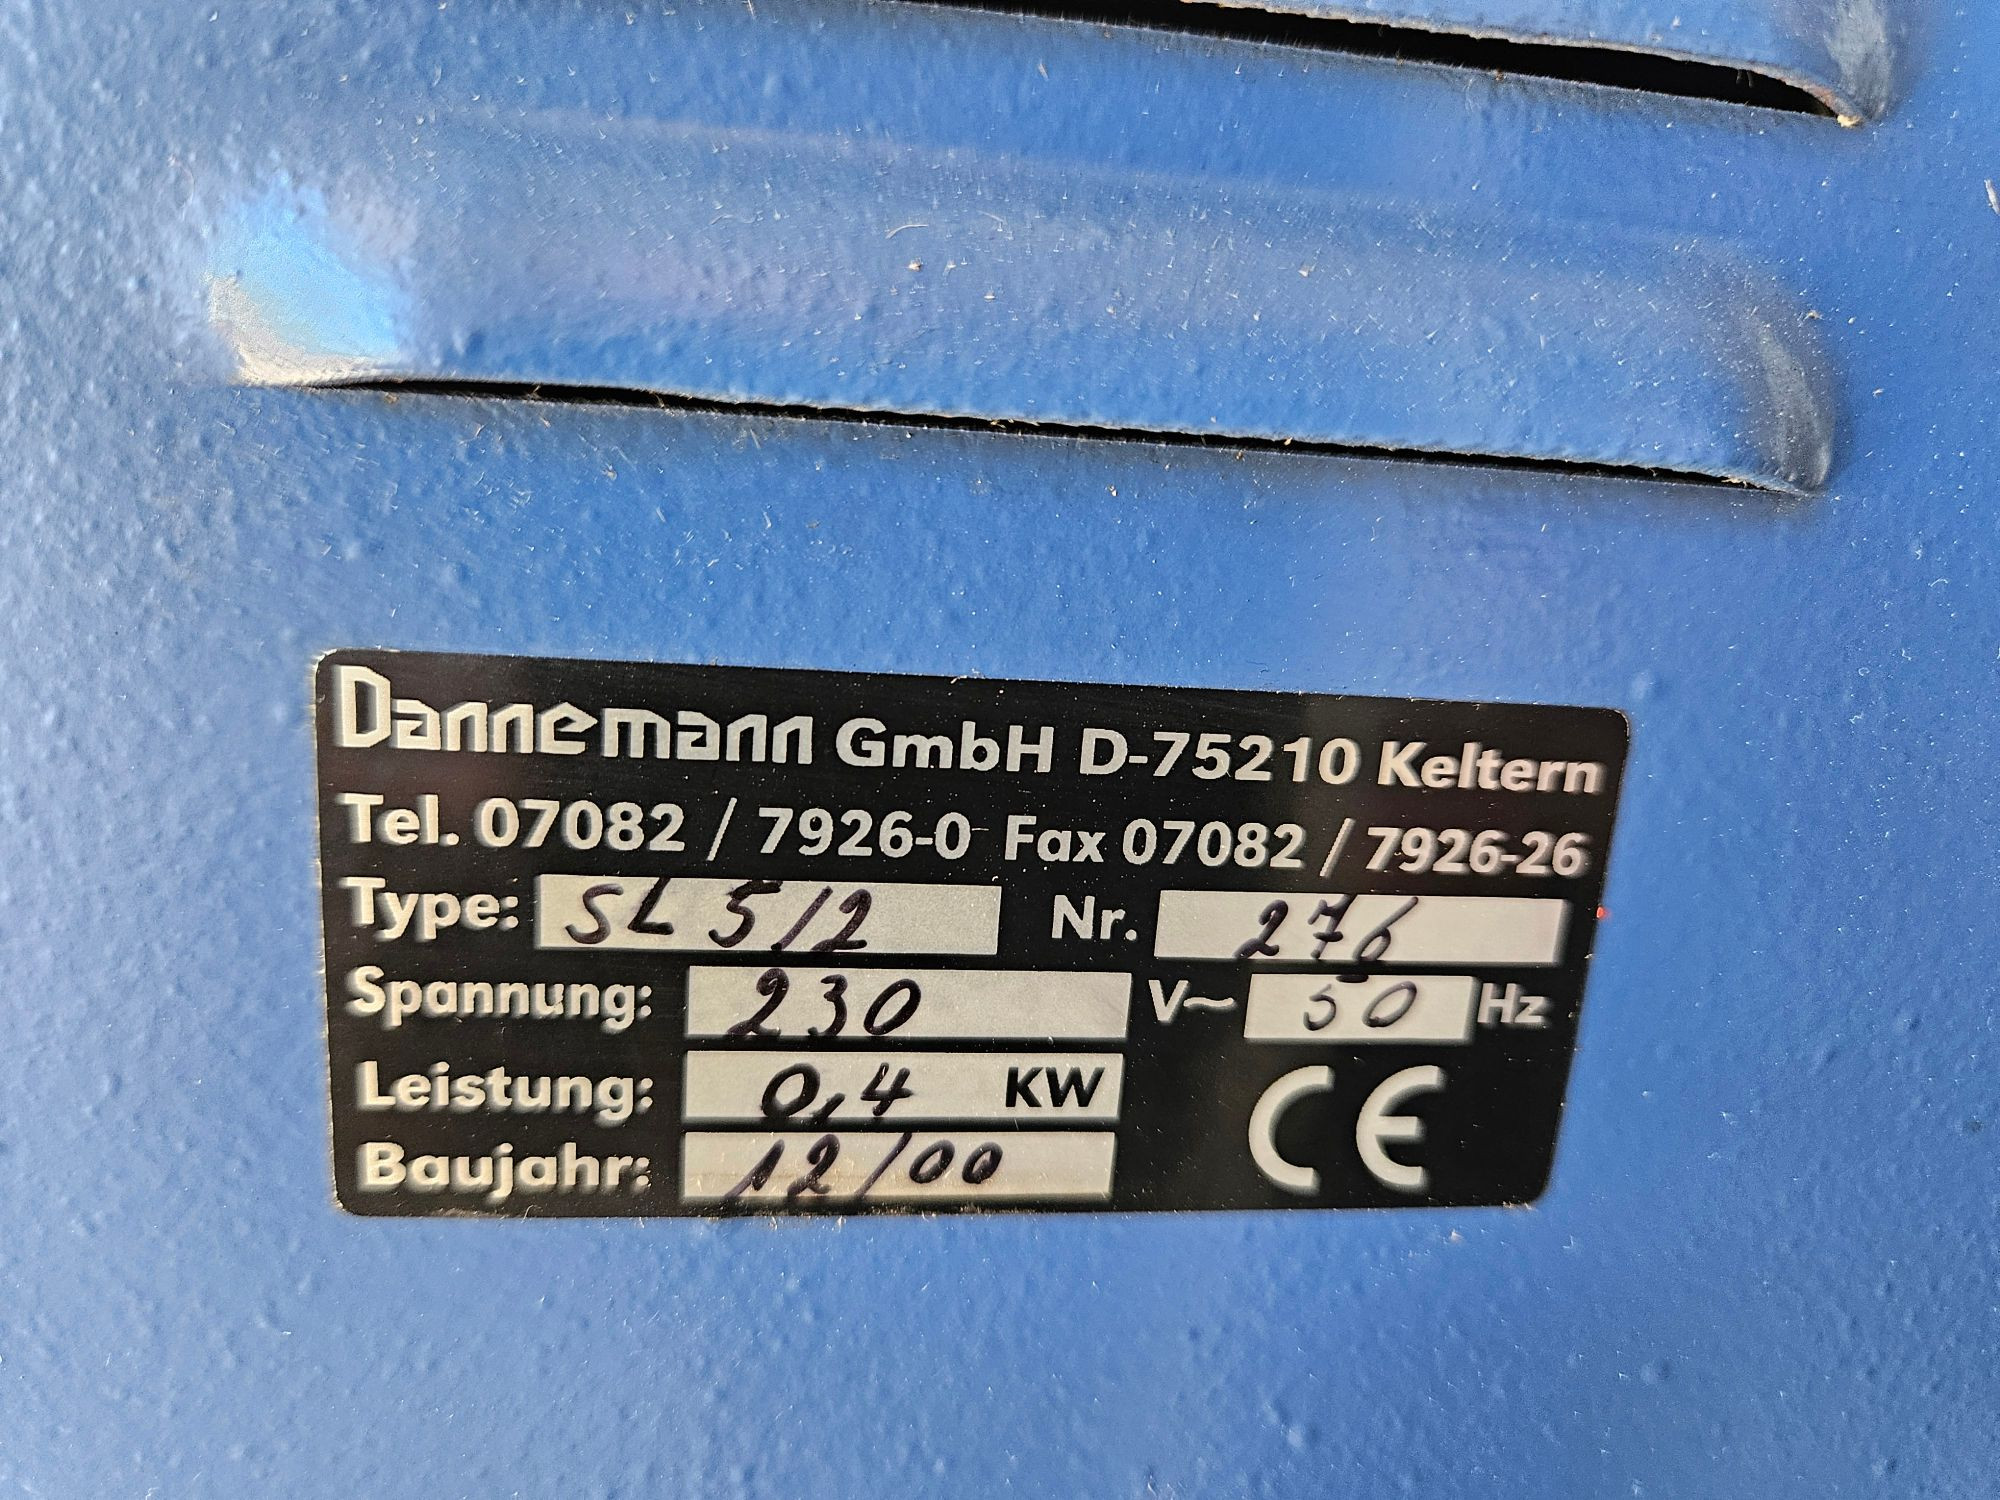 Dannemann GmbH D-75210 Keltern
Tel. 07082 / 7926-0 Fax 07082 / 7926-26
Type: SL 5/2 Nr. 276
Spannung: 230 V~ 50 Hz
Leistung: 0,4 KW
Baujahr: 12/00 CE